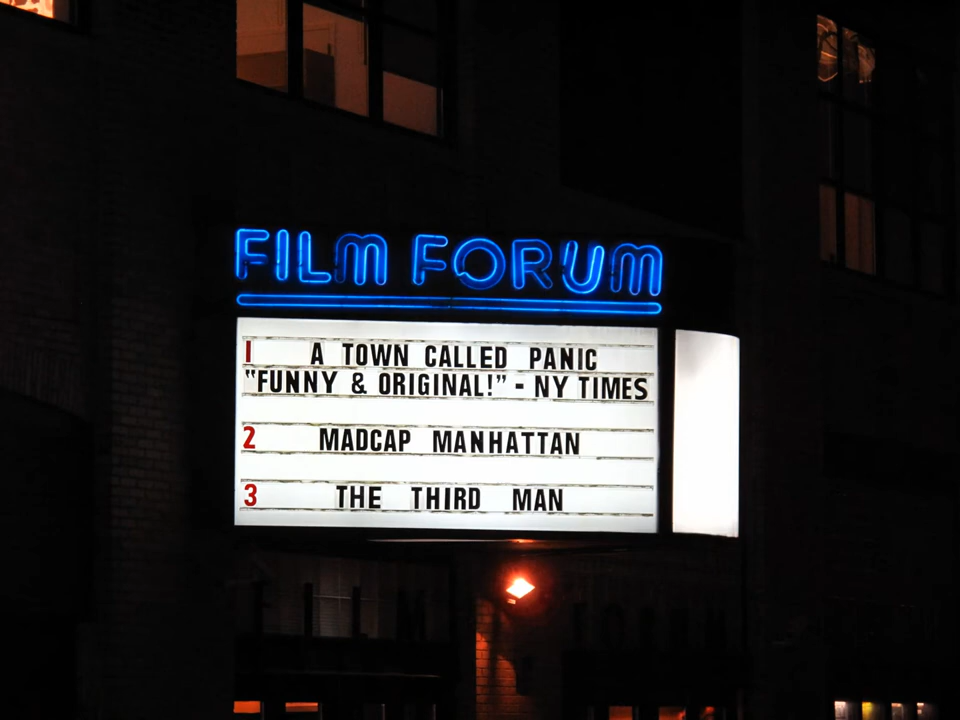 FILM FORUM
1 A TOWN CALLED PANIC
"FUNNY & ORIGINAL!" - NY TIMES
2 MADCAP MANHATTAN
3 THE THIRD MAN